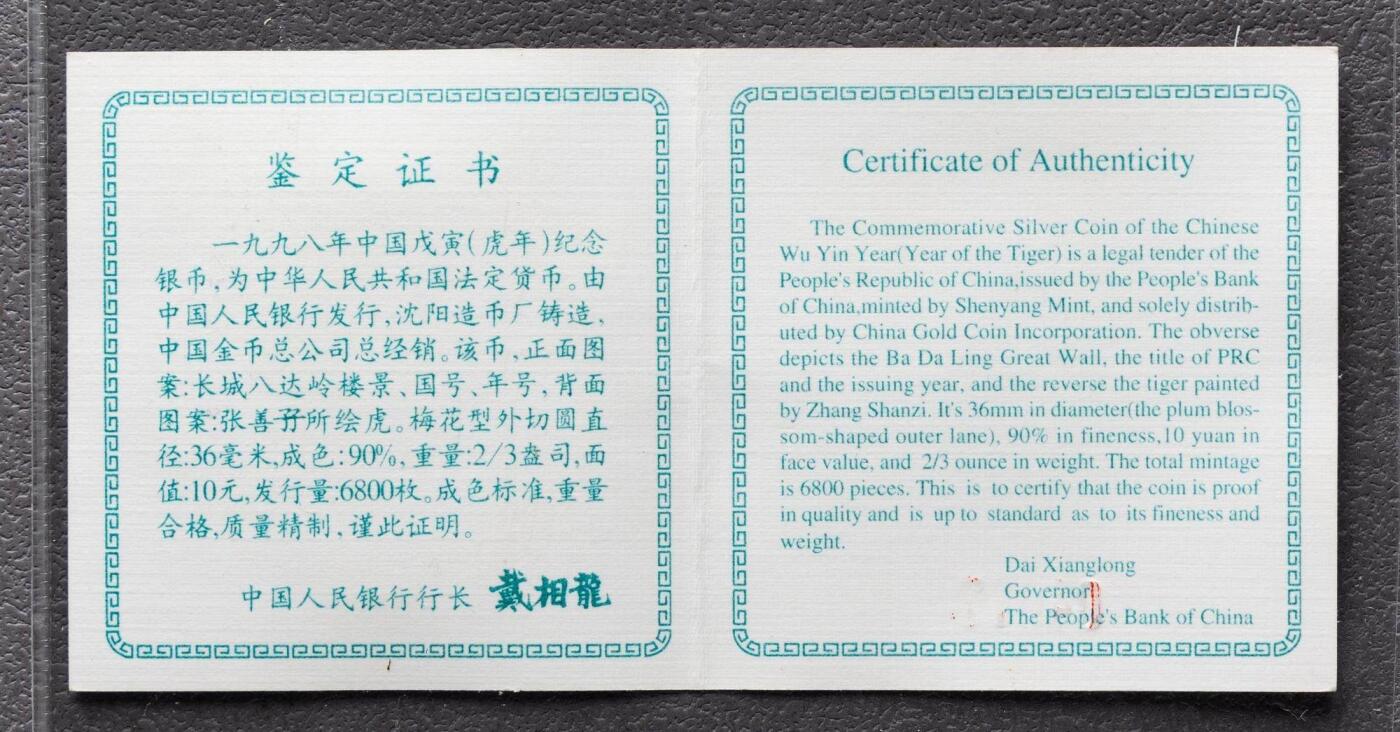 鉴定证书
一九九八年中国戊寅(虎年)纪念
银币,为中华人民共和国法定货币。由
中国人民银行发行,沈阳造币厂铸造,
中国金币总公司总经销。该币,正面图
案:长城八达岭楼景、国号、年号,背面
图案:张善孖所绘虎。梅花型外切圆直
径:36毫米,成色:90%,重量:2/3盎司,面
值:10元,发行量:6800枚。成色标准,重量
合格,质量精制,谨此证明。
中国人民银行行长 戴相龍
Certificate of Authenticity
The Commemorative Silver Coin of the Chinese
Wu Yin Year(Year of the Tiger) is a legal tender of the
People's Republic of China,issued by the People's Bank
of China,minted by Shenyang Mint, and solely distrib-
uted by China Gold Coin Incorporation. The obverse
depicts the Ba Da Ling Great Wall, the title of PRC
and the issuing year, and the reverse the tiger painted
by Zhang Shanzi. It's 36mm in diameter(the plum blos-
som-shaped outer lane), 90% in fineness,10 yuan in
face value, and 2/3 ounce in weight. The total mintage
is 6800 pieces. This is to certify that the coin is proof
in quality and is up to standard as to its fineness and
weight.
Dai Xianglong
Governor
The People's Bank of China